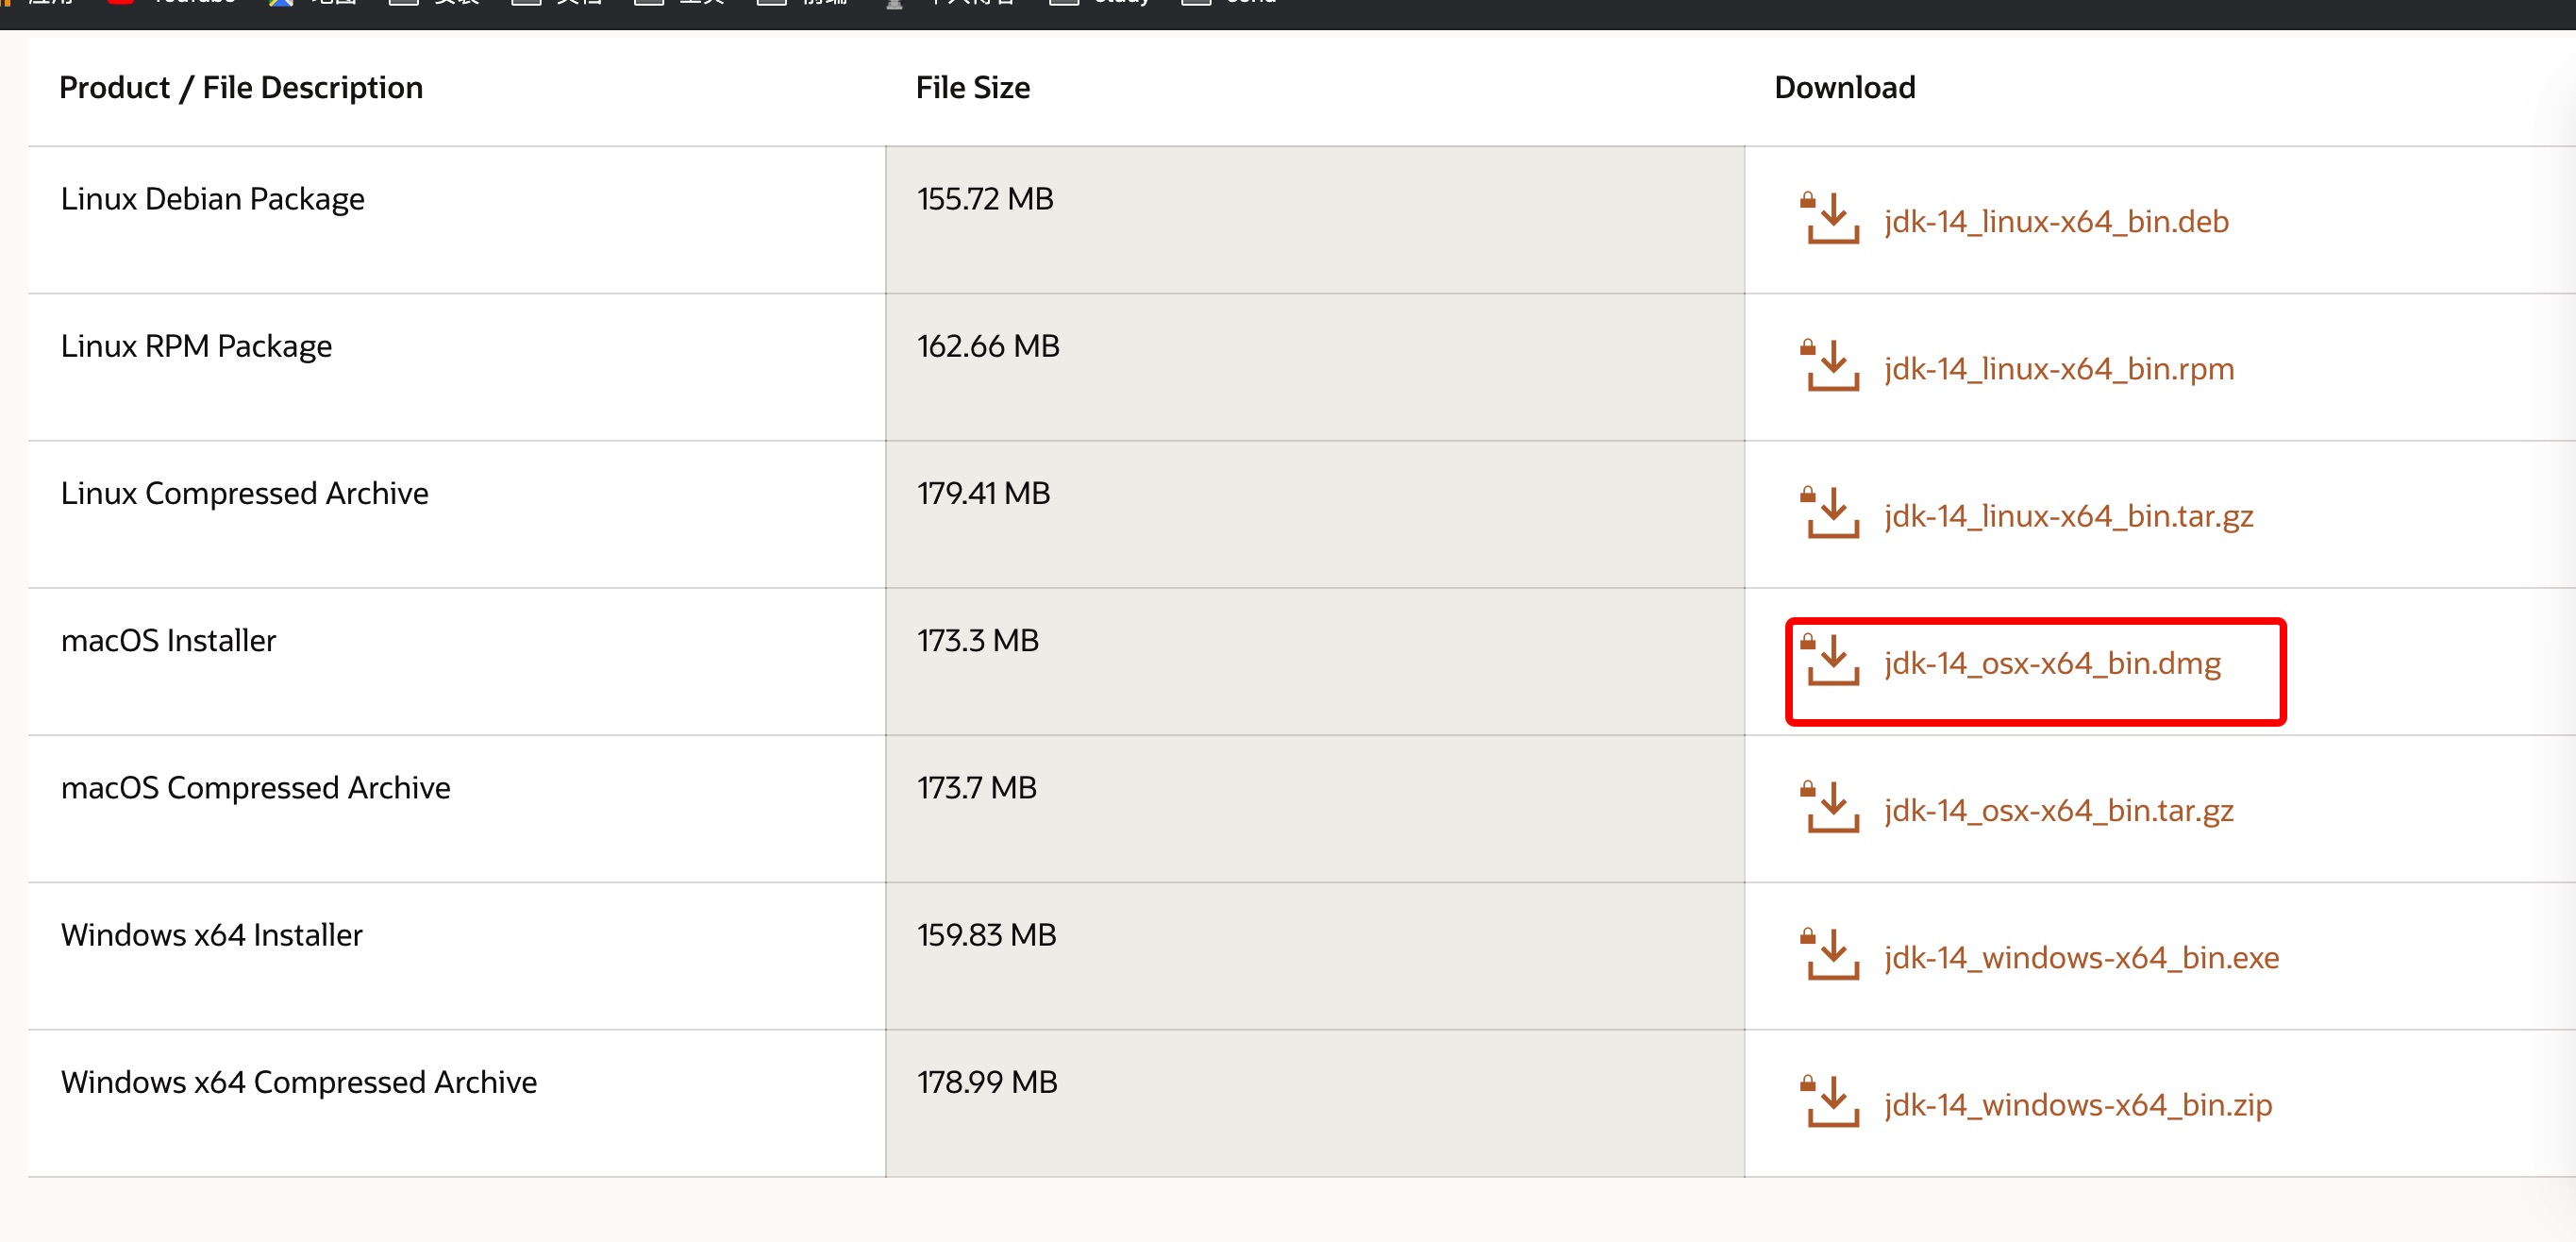 Product / File Description File Size Download
Linux Debian Package 155.72 MB jdk-14_linux-x64_bin.deb
Linux RPM Package 162.66 MB jdk-14_linux-x64_bin.rpm
Linux Compressed Archive 179.41 MB jdk-14_linux-x64_bin.tar.gz
macOS Installer 173.3 MB jdk-14_osx-x64_bin.dmg
macOS Compressed Archive 173.7 MB jdk-14_osx-x64_bin.tar.gz
Windows x64 Installer 159.83 MB jdk-14_windows-x64_bin.exe
Windows x64 Compressed Archive 178.99 MB jdk-14_windows-x64_bin.zip